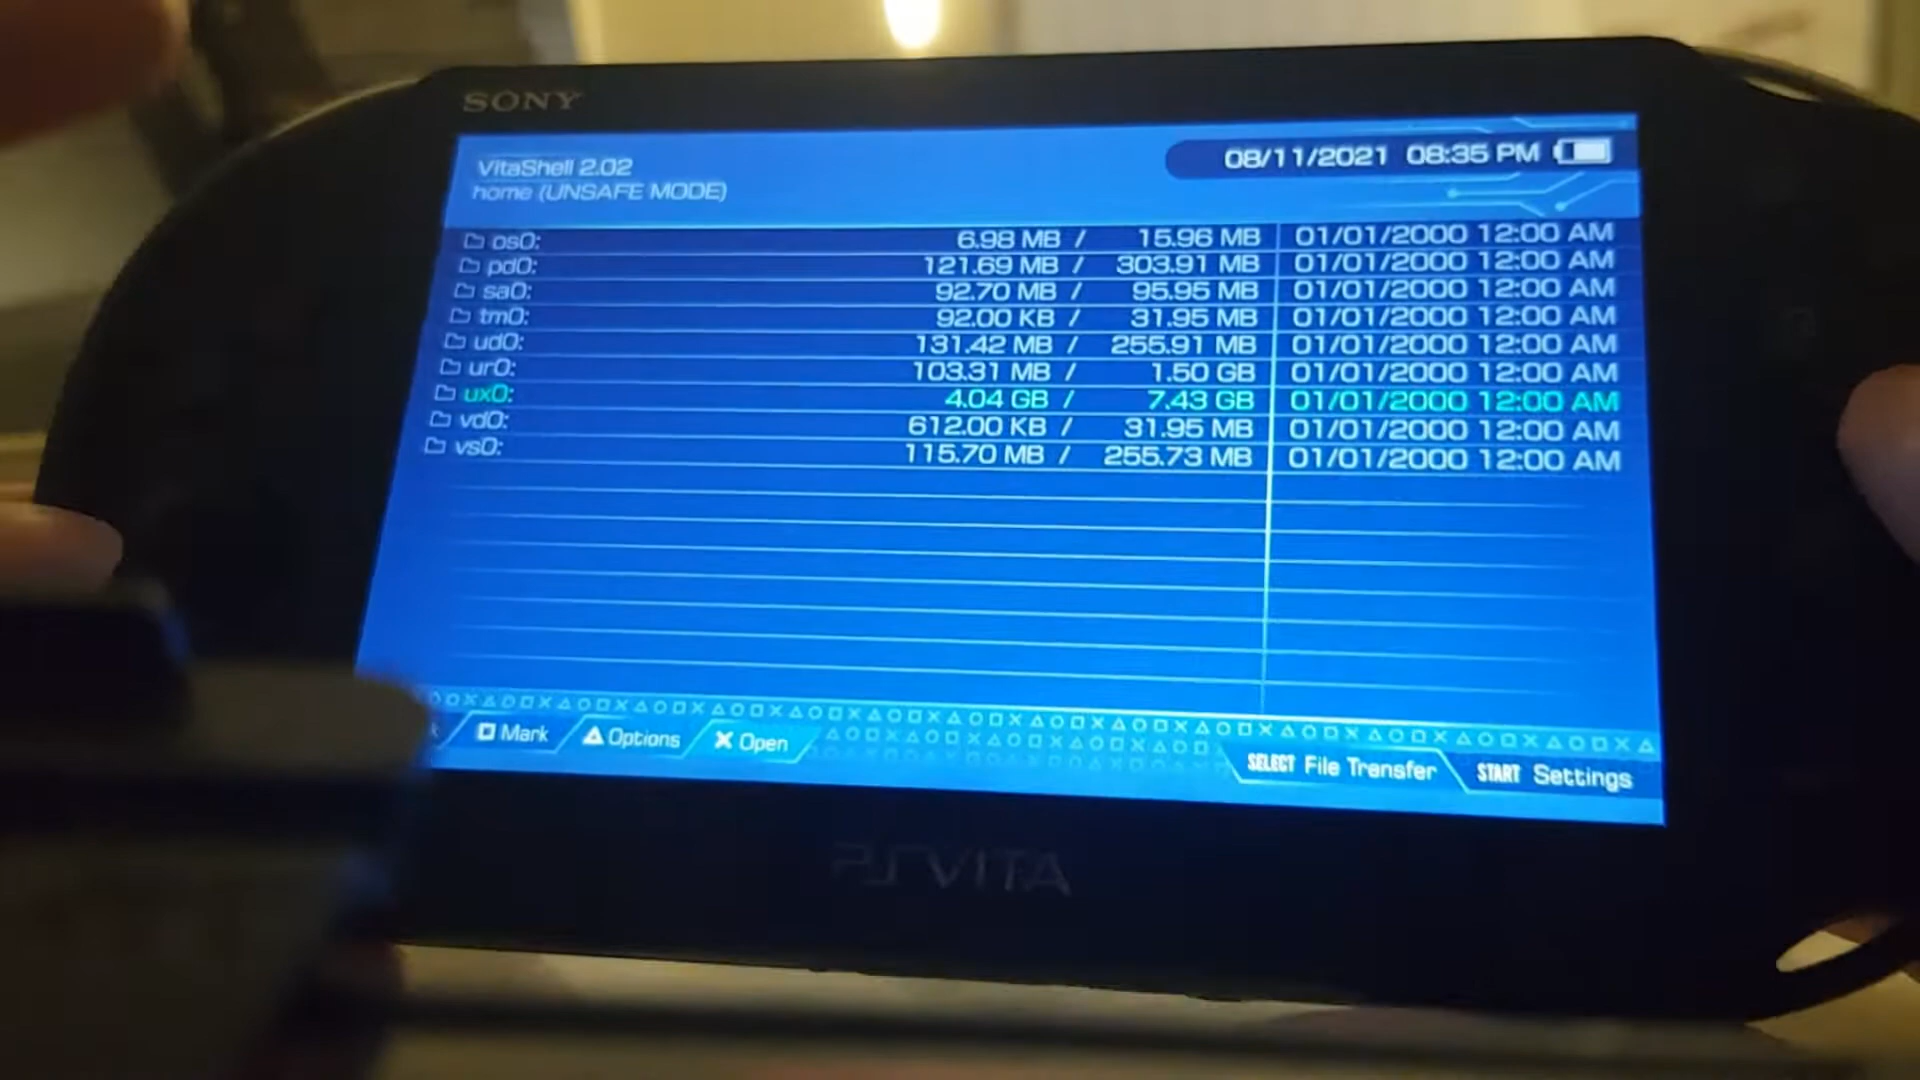 SONY
VitaShell 2.02
08/11/2021 08:35 PM
home (UNSAFE MODE)
os0: 6.98 MB / 15.96 MB 01/01/2000 12:00 AM
pd0: 121.69 MB / 303.91 MB 01/01/2000 12:00 AM
sa0: 92.70 MB / 95.95 MB 01/01/2000 12:00 AM
tm0: 92.00 KB / 31.95 MB 01/01/2000 12:00 AM
ud0: 131.42 MB / 255.91 MB 01/01/2000 12:00 AM
ur0: 103.31 MB / 1.50 GB 01/01/2000 12:00 AM
ux0: 4.04 GB / 7.43 GB 01/01/2000 12:00 AM
vd0: 612.00 KB / 31.95 MB 01/01/2000 12:00 AM
vs0: 115.70 MB / 255.73 MB 01/01/2000 12:00 AM
Mark Options X Open SELECT File Transfer START Settings
PSVITA